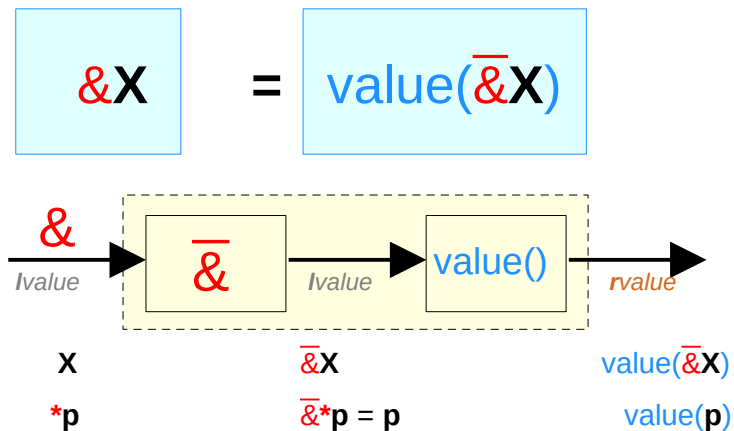 &X = value(&̅X)
&
&̅ value()
lvalue lvalue rvalue
X &̅X value(&̅X)
*p &̅*p = p value(p)